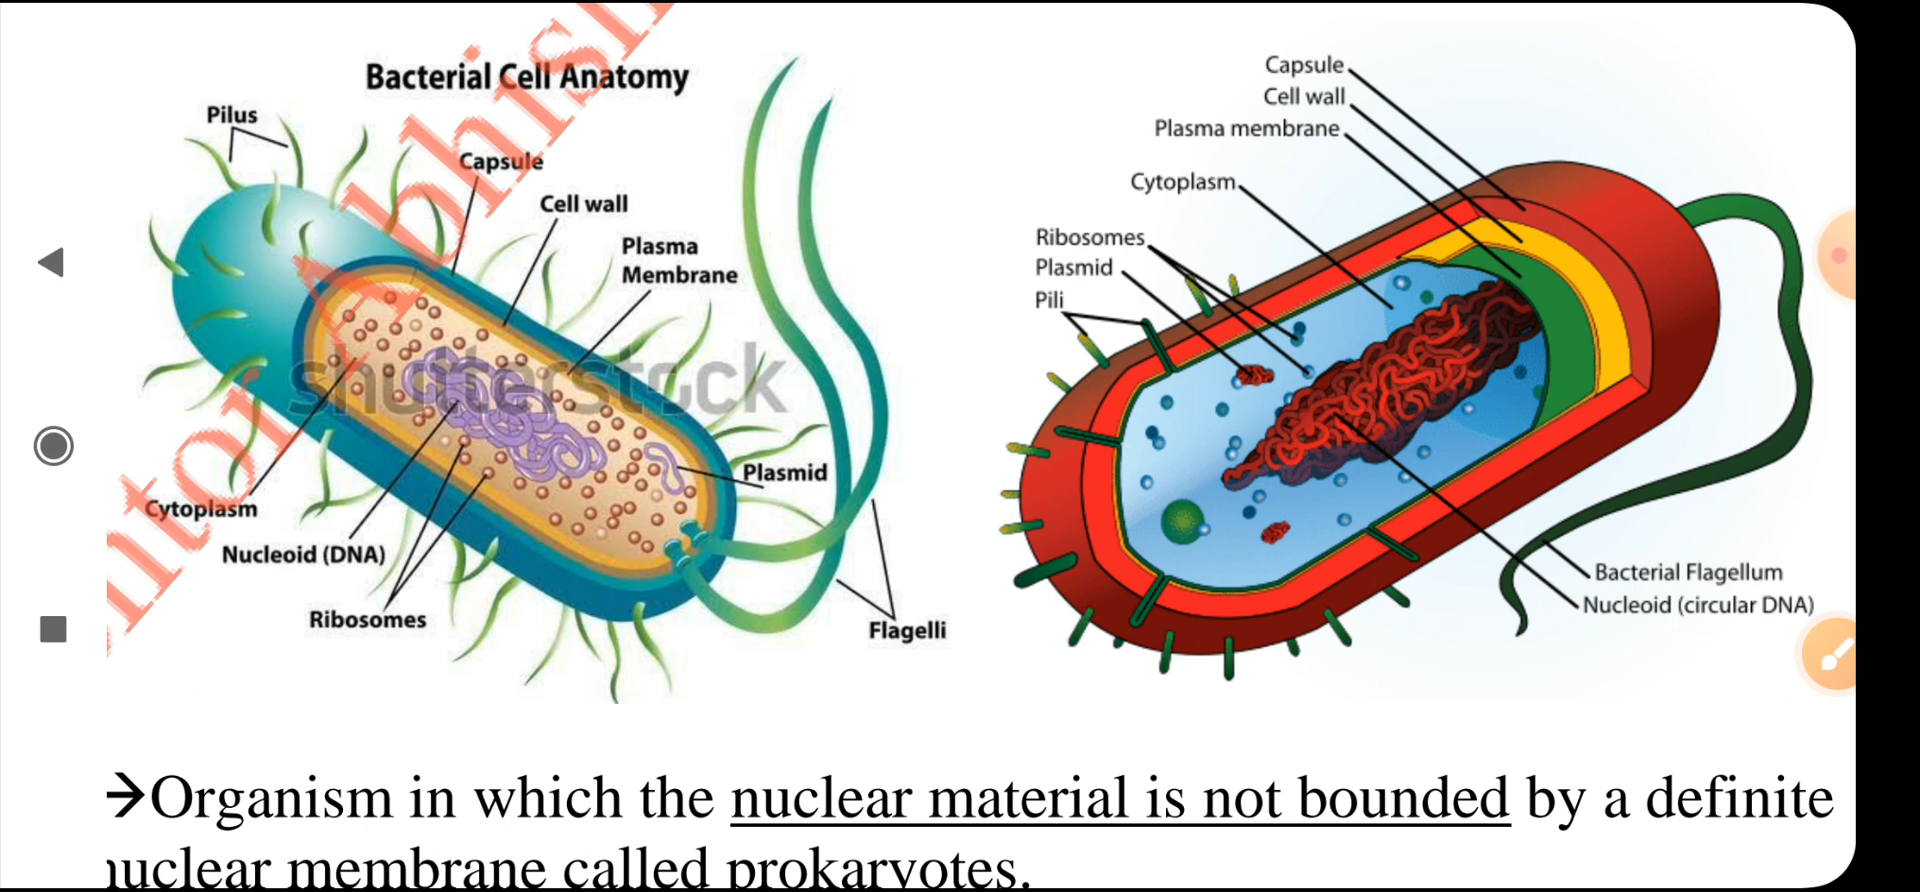 Bacterial Cell Anatomy
Pilus
Capsule
Cell wall
Plasma
Membrane
Plasmid
Cytoplasm
Nucleoid (DNA)
Ribosomes
Flagelli
shutterstock
Capsule
Cell wall
Plasma membrane
Cytoplasm
Ribosomes
Plasmid
Pili
Bacterial Flagellum
Nucleoid (circular DNA)
→Organism in which the nuclear material is not bounded by a definite
nuclear membrane called prokaryotes.